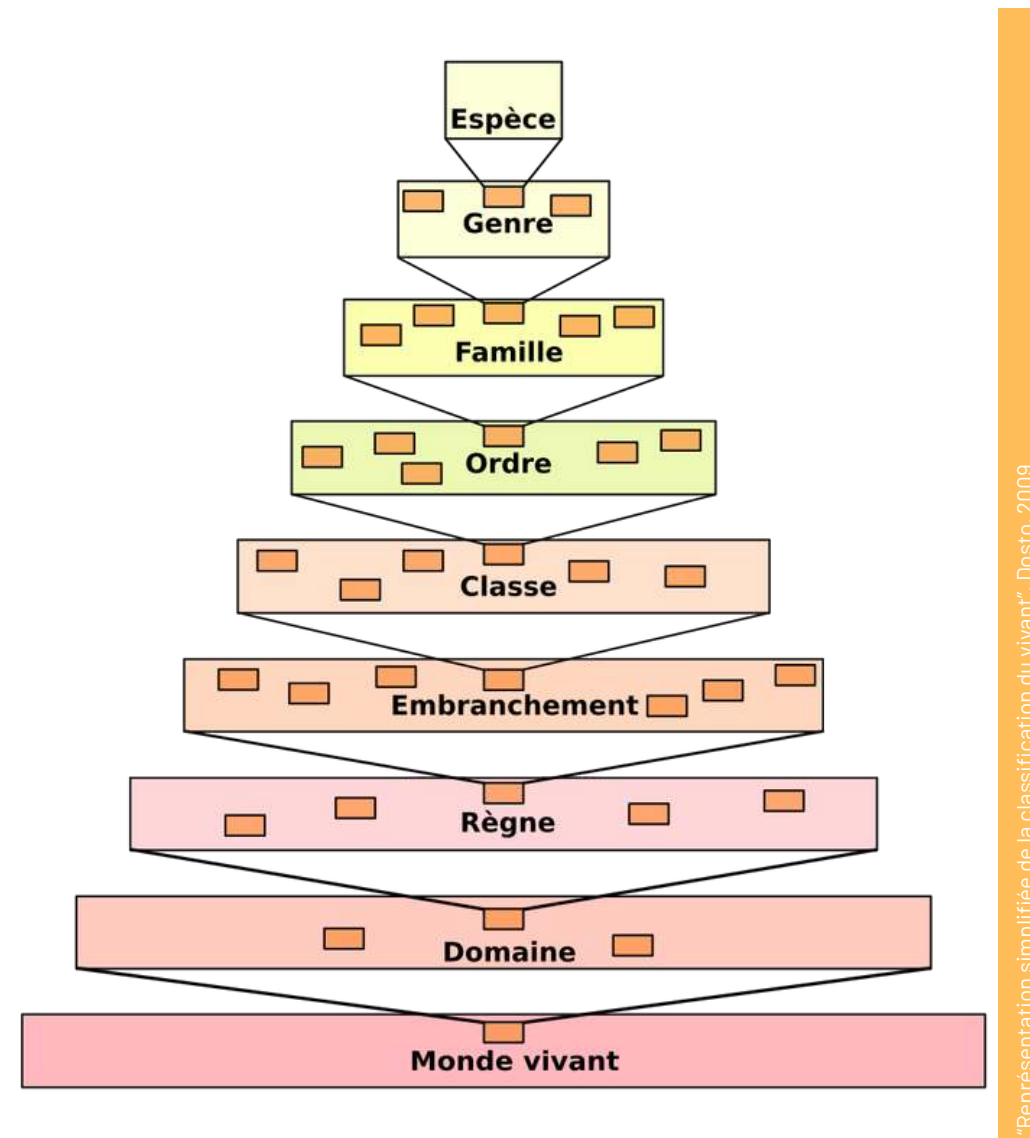 Espèce
Genre
Famille
Ordre
Classe
Embranchement
Règne
Domaine
Monde vivant
"Représentation simplifiée de la classification du vivant", Dosto, 2009